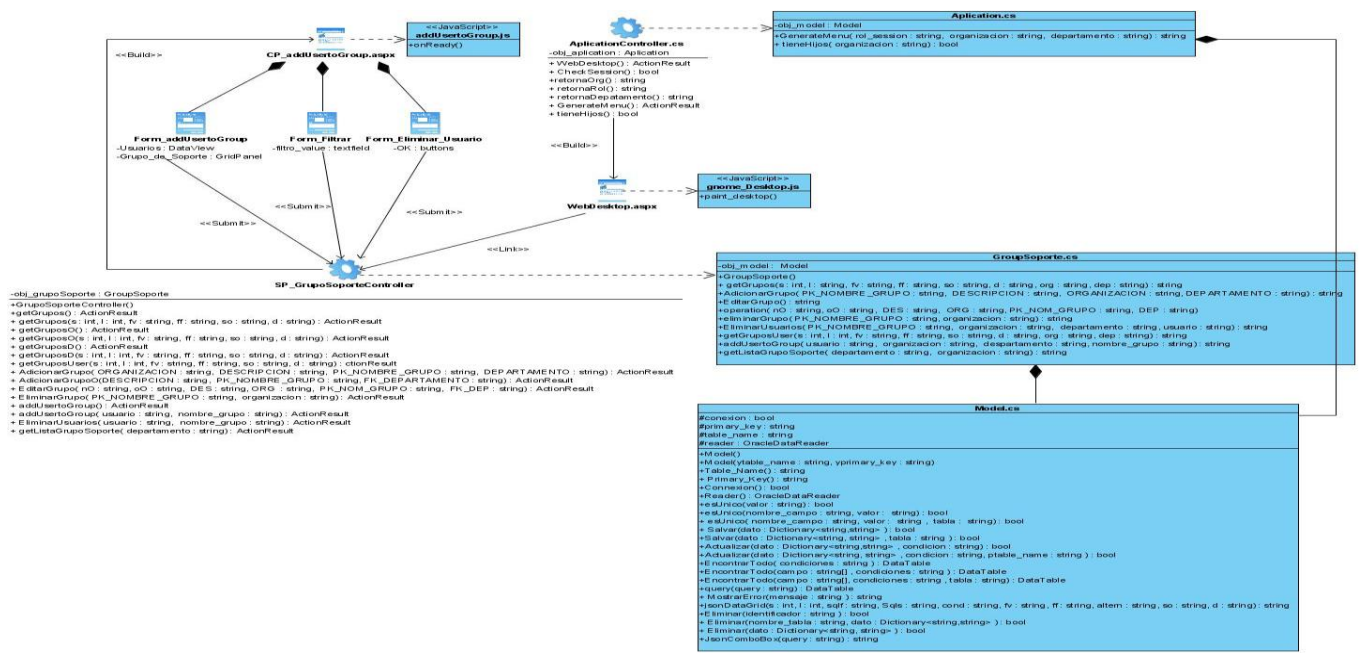 <<JavaScript>>
addUsertoGroup.js
+onReady()
<<Build>>
CP_addUsertoGroup.aspx
Form_addUsertoGroup
-Usuarios : DataView
-Grupo_de_Soporte : GridPanel
Form_Filtrar
-filtro_value : textfield
Form_Eliminar_Usuario
-OK : buttons
<<Submit>>
<<Submit>>
<<Submit>>
AplicationController.cs
-obj_aplication : Aplication
+ WebDesktop() : ActionResult
+ CheckSession() : bool
+retornaOrg() : string
+ retornaRol() : string
+ retornaDepatamento() : string
+ GenerateMenu() : ActionResult
+ tieneHijos() : bool
<<Build>>
WebDesktop.aspx
<<JavaScript>>
gnome_Desktop.js
+paint_desktop()
<<Link>>
Aplication.cs
-obj_model : Model
+GenerateMenu( rol_session : string, organizacion : string, departamento : string) : string
+ tieneHijos( organizacion : string) : bool
SP_GrupoSoporteController
-obj_grupoSoporte : GroupSoporte
+GrupoSoporteController()
+getGrupos() : ActionResult
+ getGrupos(s : int, l : int, fv : string, ff : string, so : string, d : string) : ActionResult
+ getGruposO() : ActionResult
+ getGruposO(s : int, l : int, fv : string, ff : string, so : string, d : string) : ActionResult
+ getGruposD() : ActionResult
+ getGruposD(s : int, l : int, fv : string, ff : string, so : string, d : string) : ActionResult
+ getGruposUser(s : int, l : int, fv : string, ff : string, so : string, d : string) : ctionResult
+ AdicionarGrupo( ORGANIZACION : string, DESCRIPCION : string, PK_NOMBRE_GRUPO : string, DEPARTAMENTO : string) : ActionResult
+ AdicionarGrupoO(DESCRIPCION : string, PK_NOMBRE_GRUPO : string, FK_DEPARTAMENTO : string) : ActionResult
+ EditarGrupo( nO : string, oO : string, DES : string, ORG : string, PK_NOM_GRUPO : string, FK_DEP : string) : ActionResult
+ EliminarGrupo( PK_NOMBRE_GRUPO : string, organizacion : string) : ActionResult
+ addUsertoGroup() : ActionResult
+ addUsertoGroup( usuario : string, nombre_grupo : string) : ActionResult
+ EliminarUsuarios( usuario : string, nombre_grupo : string) : ActionResult
+ getListaGrupoSoporte( departamento : string) : ActionResult
GroupSoporte.cs
-obj_model : Model
+GroupSoporte()
+ getGrupos(s : int, l : string, fv : string, ff : string, so : string, d : string, org : string, dep : string) : string
+AdicionarGrupo( PK_NOMBRE_GRUPO : string, DESCRIPCION : string, ORGANIZACION : string, DEPARTAMENTO : string) : string
+EditarGrupo() : string
+operation( nO : string, oO : string, DES : string, ORG : string, PK_NOM_GRUPO : string, DEP : string)
+eliminarGrupo( PK_NOMBRE_GRUPO : string, organizacion : string) : string
+EliminarUsuarios( PK_NOMBRE_GRUPO : string, organizacion : string, departamento : string, usuario : string) : string
+getGruposUser(s : int, l : string, fv : string, ff : string, so : string, d : string, org : string, dep : string) : string
+addUsertoGroup( usuario : string, organizacion : string, departamento : string, nombre_grupo : string) : string
+getListaGrupoSoporte( departamento : string, organizacion : string) : string
Model.cs
#conexion : bool
#primary_key : string
#table_name : string
#reader : OracleDataReader
+Model()
+Model(ytable_name : string, yprimary_key : string)
+Table_Name() : string
+ Primary_Key() : string
+Connexion() : bool
+Reader() : OracleDataReader
+esUnico(valor : string) : bool
+esUnico(nombre_campo : string, valor : string) : bool
+ esUnico( nombre_campo : string, valor : string , tabla : string) : bool
+ Salvar(dato : Dictionary<string,string> ) : bool
+Salvar(dato : Dictionary<string, string> , tabla : string ) : bool
+Actualizar(dato : Dictionary<string,string> , condicion : string) : bool
+Actualizar(dato : Dictionary<string, string> , condicion : string, ptable_name : string ) : bool
+EncontrarTodo( condiciones : string ) : DataTable
+EncontrarTodo(campo : string[] , condiciones : string ) : DataTable
+EncontrarTodo(campo : string[], condiciones : string , tabla : string) : DataTable
+query(query : string) : DataTable
+ MostrarError(mensaje : string ) : string
+jsonDataGrid(s : int, l : int, sqlf : string, Sqls : string, cond : string, fv : string, ff : string, altern : string, so : string, d : string) : string
+Eliminar(identificador : string ) : bool
+Eliminar(nombre_tabla : string, dato : Dictionary<string,string> ) : bool
+ Eliminar(dato : Dictionary<string, string> ) : bool
+JsonComboBox(query : string) : string